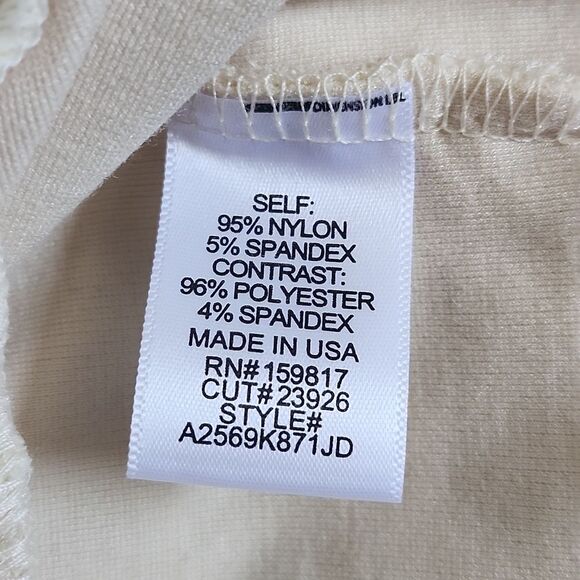 DIMENSION
SELF:
95% NYLON
5% SPANDEX
CONTRAST:
96% POLYESTER
4% SPANDEX
MADE IN USA
RN# 159817
CUT# 23926
STYLE#
A2569K871JD